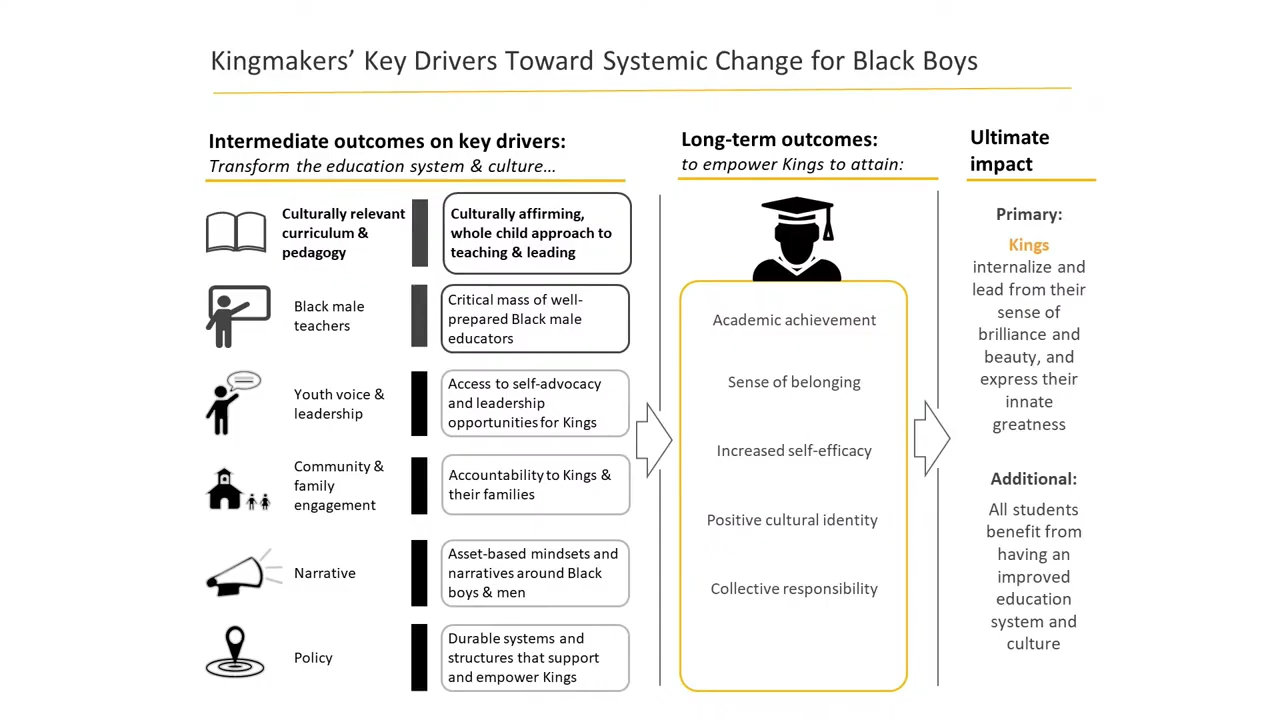 Kingmakers’ Key Drivers Toward Systemic Change for Black Boys
Intermediate outcomes on key drivers:
Transform the education system & culture…
Culturally relevant
curriculum &
pedagogy
Culturally affirming,
whole child approach to
teaching & leading
Black male
teachers
Critical mass of well-
prepared Black male
educators
Youth voice &
leadership
Access to self-advocacy
and leadership
opportunities for Kings
Community &
family
engagement
Accountability to Kings &
their families
Narrative
Asset-based mindsets and
narratives around Black
boys & men
Policy
Durable systems and
structures that support
and empower Kings
Long-term outcomes:
to empower Kings to attain:
Academic achievement
Sense of belonging
Increased self-efficacy
Positive cultural identity
Collective responsibility
Ultimate
impact
Primary:
Kings
internalize and
lead from their
sense of
brilliance and
beauty, and
express their
innate
greatness
Additional:
All students
benefit from
having an
improved
education
system and
culture